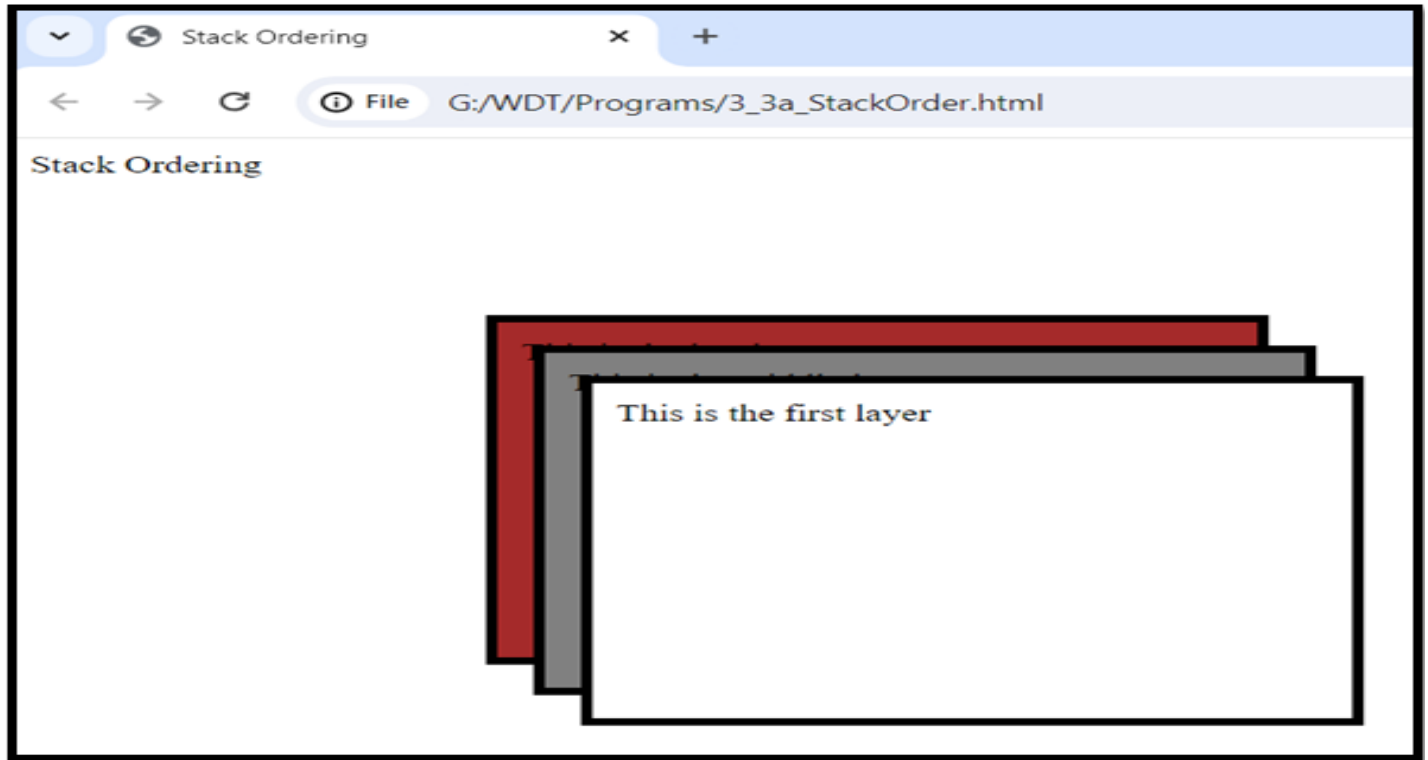 Stack Ordering
File G:/WDT/Programs/3_3a_StackOrder.html
Stack Ordering
This is the first layer